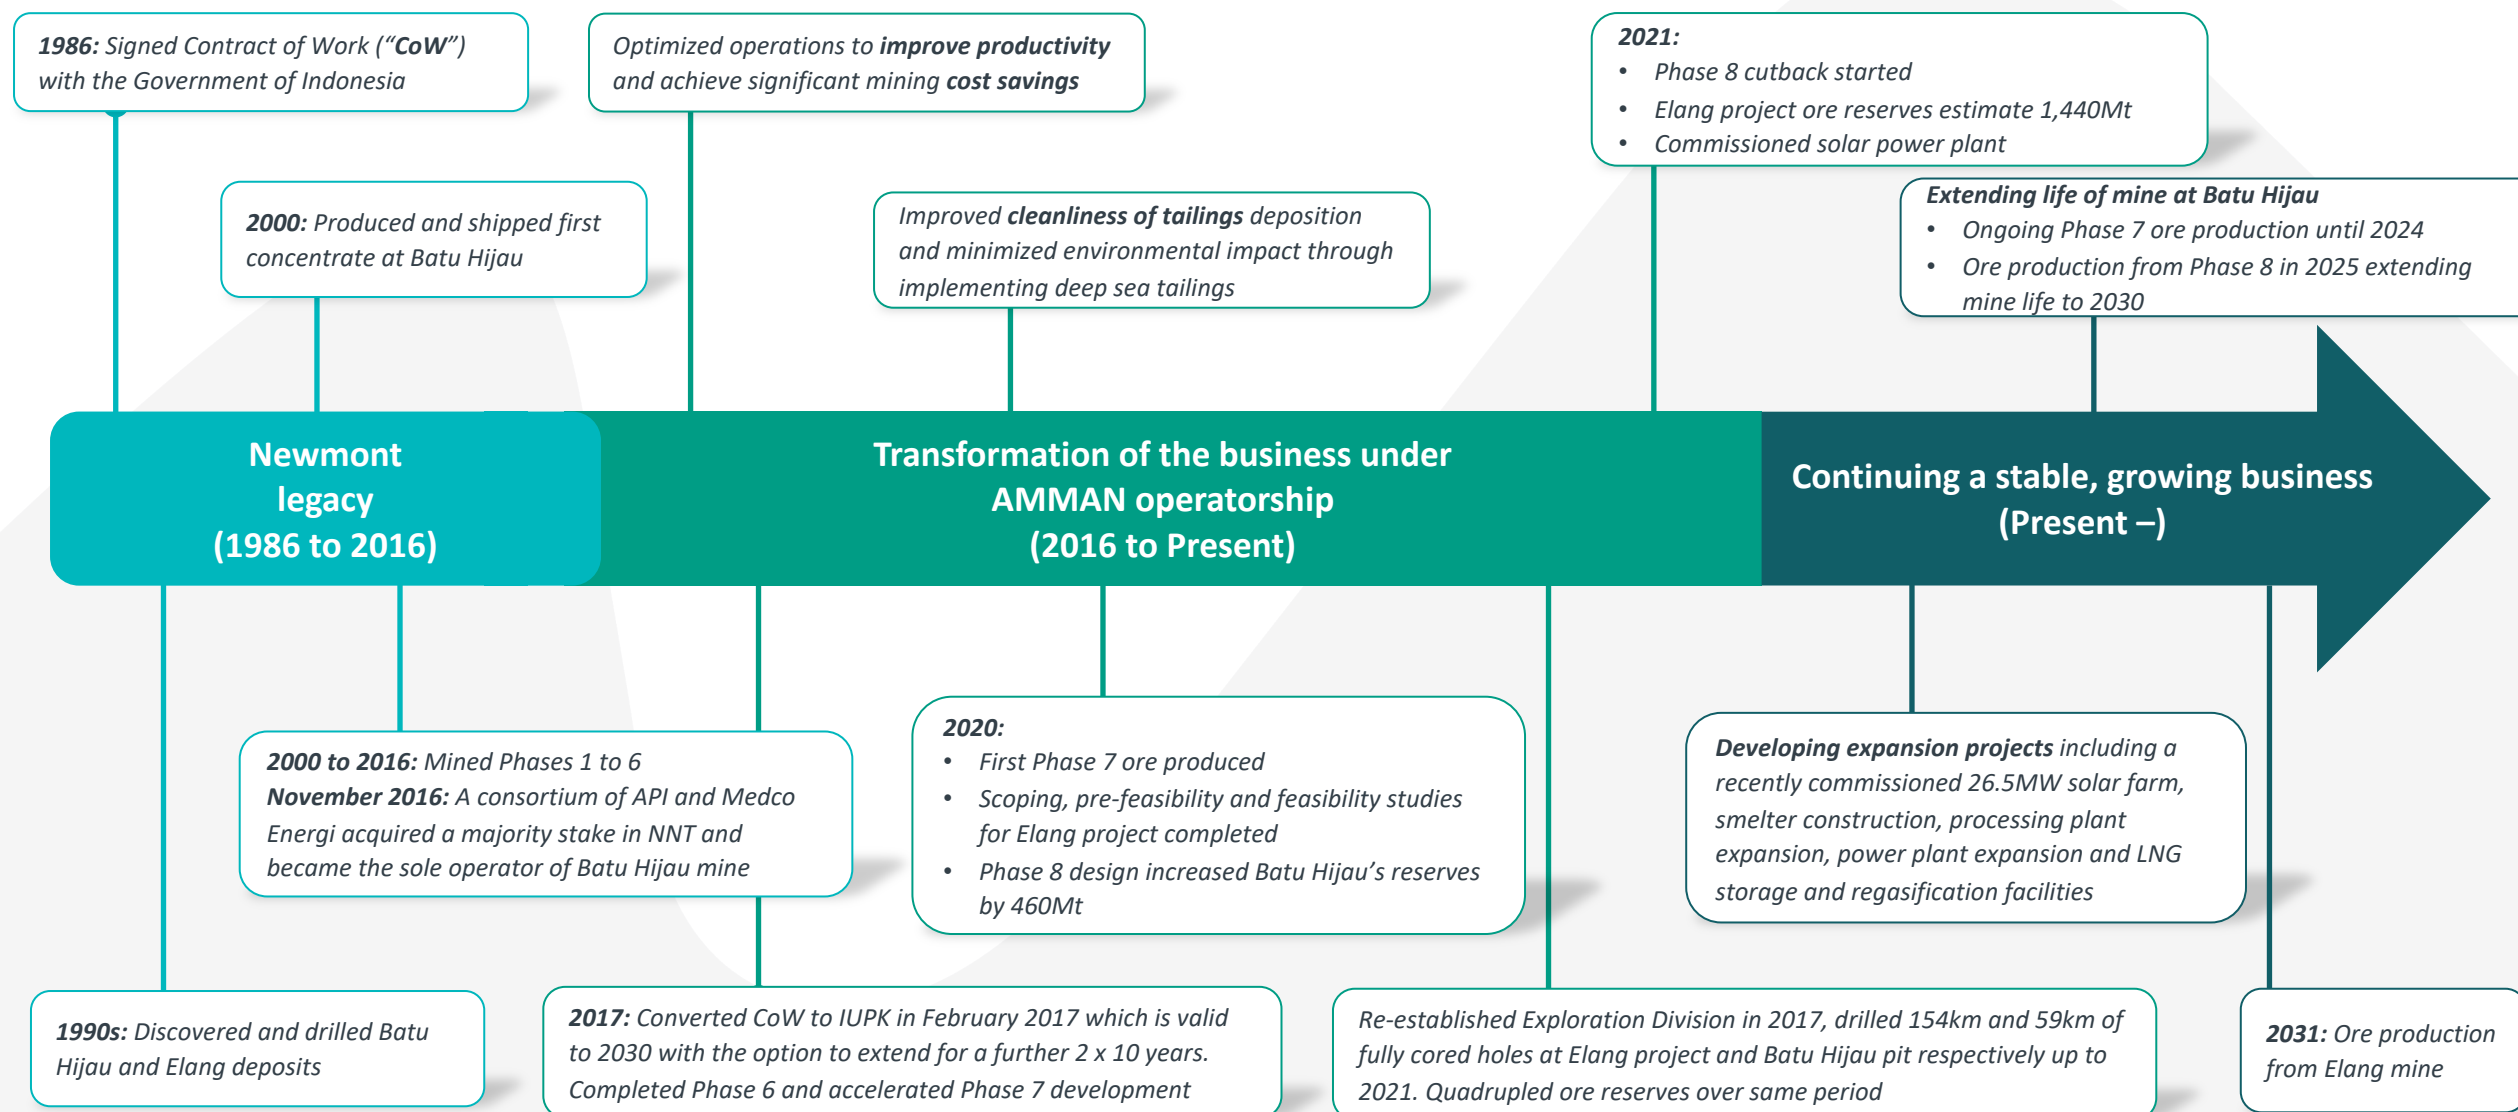 1986: Signed Contract of Work (“CoW”)
with the Government of Indonesia
Optimized operations to improve productivity
and achieve significant mining cost savings
2021:
• Phase 8 cutback started
• Elang project ore reserves estimate 1,440Mt
• Commissioned solar power plant
2000: Produced and shipped first
concentrate at Batu Hijau
Improved cleanliness of tailings deposition
and minimized environmental impact through
implementing deep sea tailings
Extending life of mine at Batu Hijau
• Ongoing Phase 7 ore production until 2024
• Ore production from Phase 8 in 2025 extending
mine life to 2030
Newmont
legacy
(1986 to 2016)
Transformation of the business under
AMMAN operatorship
(2016 to Present)
Continuing a stable, growing business
(Present –)
2000 to 2016: Mined Phases 1 to 6
November 2016: A consortium of API and Medco
Energi acquired a majority stake in NNT and
became the sole operator of Batu Hijau mine
2020:
• First Phase 7 ore produced
• Scoping, pre-feasibility and feasibility studies
for Elang project completed
• Phase 8 design increased Batu Hijau’s reserves
by 460Mt
Developing expansion projects including a
recently commissioned 26.5MW solar farm,
smelter construction, processing plant
expansion, power plant expansion and LNG
storage and regasification facilities
1990s: Discovered and drilled Batu
Hijau and Elang deposits
2017: Converted CoW to IUPK in February 2017 which is valid
to 2030 with the option to extend for a further 2 x 10 years.
Completed Phase 6 and accelerated Phase 7 development
Re-established Exploration Division in 2017, drilled 154km and 59km of
fully cored holes at Elang project and Batu Hijau pit respectively up to
2021. Quadrupled ore reserves over same period
2031: Ore production
from Elang mine